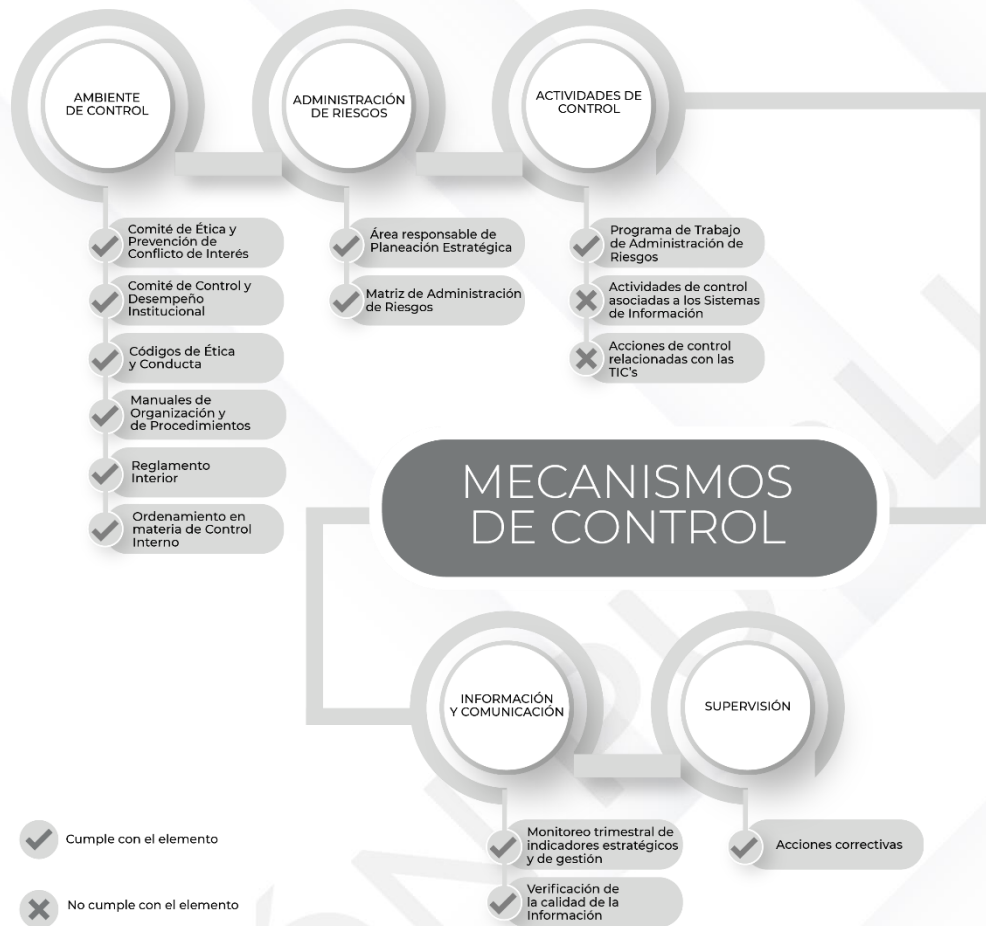 AMBIENTE
DE CONTROL
ADMINISTRACIÓN
DE RIESGOS
ACTIVIDADES DE
CONTROL
Comité de Ética y
Prevención de
Conflicto de Interés
Comité de Control y
Desempeño
Institucional
Códigos de Ética
y Conducta
Manuales de
Organización y
de Procedimientos
Reglamento
Interior
Ordenamiento en
materia de Control
Interno
Área responsable de
Planeación Estratégica
Matriz de Administración
de Riesgos
Programa de Trabajo
de Administración de
Riesgos
Actividades de control
asociadas a los Sistemas
de Información
Acciones de control
relacionadas con las
TIC's
MECANISMOS
DE CONTROL
INFORMACIÓN
Y COMUNICACIÓN
SUPERVISIÓN
Monitoreo trimestral de
indicadores estratégicos
y de gestión
Verificación de
la calidad de la
Información
Acciones correctivas
Cumple con el elemento
No cumple con el elemento